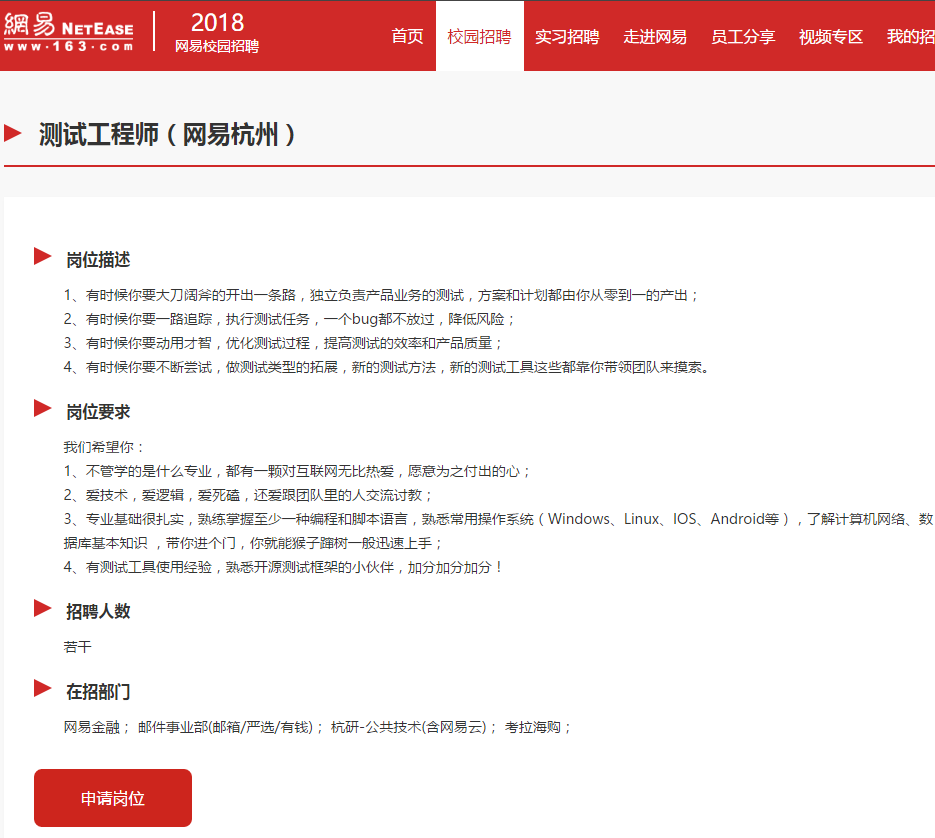 網易 NETEASE
www.163.com
2018
网易校园招聘
首页 校园招聘 实习招聘 走进网易 员工分享 视频专区 我的招
测试工程师（网易杭州）
岗位描述
1、有时候你要大刀阔斧的开出一条路，独立负责产品业务的测试，方案和计划都由你从零到一的产出；
2、有时候你要一路追踪，执行测试任务，一个bug都不放过，降低风险；
3、有时候你要动用才智，优化测试过程，提高测试的效率和产品质量；
4、有时候你要不断尝试，做测试类型的拓展，新的测试方法，新的测试工具这些都靠你带领团队来摸索。
岗位要求
我们希望你：
1、不管学的是什么专业，都有一颗对互联网无比热爱，愿意为之付出的心；
2、爱技术，爱逻辑，爱死磕，还爱跟团队里的人交流讨教；
3、专业基础很扎实，熟练掌握至少一种编程和脚本语言，熟悉常用操作系统（Windows、Linux、IOS、Android等），了解计算机网络、数
据库基本知识 ，带你进个门，你就能猴子蹿树一般迅速上手；
4、有测试工具使用经验，熟悉开源测试框架的小伙伴，加分加分加分！
招聘人数
若干
在招部门
网易金融； 邮件事业部(邮箱/严选/有钱)； 杭研-公共技术(含网易云)； 考拉海购；
申请岗位